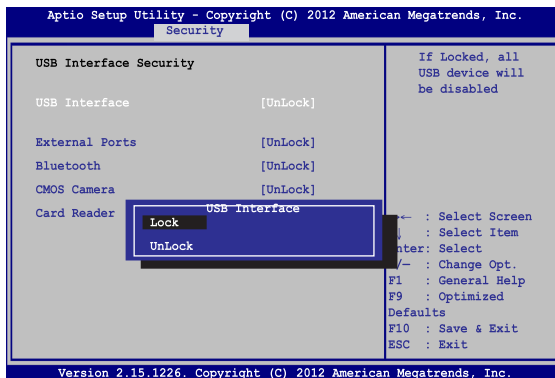 Aptio Setup Utility - Copyright (C) 2012 American Megatrends, Inc.
Security
USB Interface Security
USB Interface [UnLock]
External Ports [UnLock]
Bluetooth [UnLock]
CMOS Camera [UnLock]
Card Reader
USB Interface
Lock
UnLock
If Locked, all
USB device will
be disabled
← : Select Screen
↓ : Select Item
nter: Select
/— : Change Opt.
F1 : General Help
F9 : Optimized
Defaults
F10 : Save & Exit
ESC : Exit
Version 2.15.1226. Copyright (C) 2012 American Megatrends, Inc.